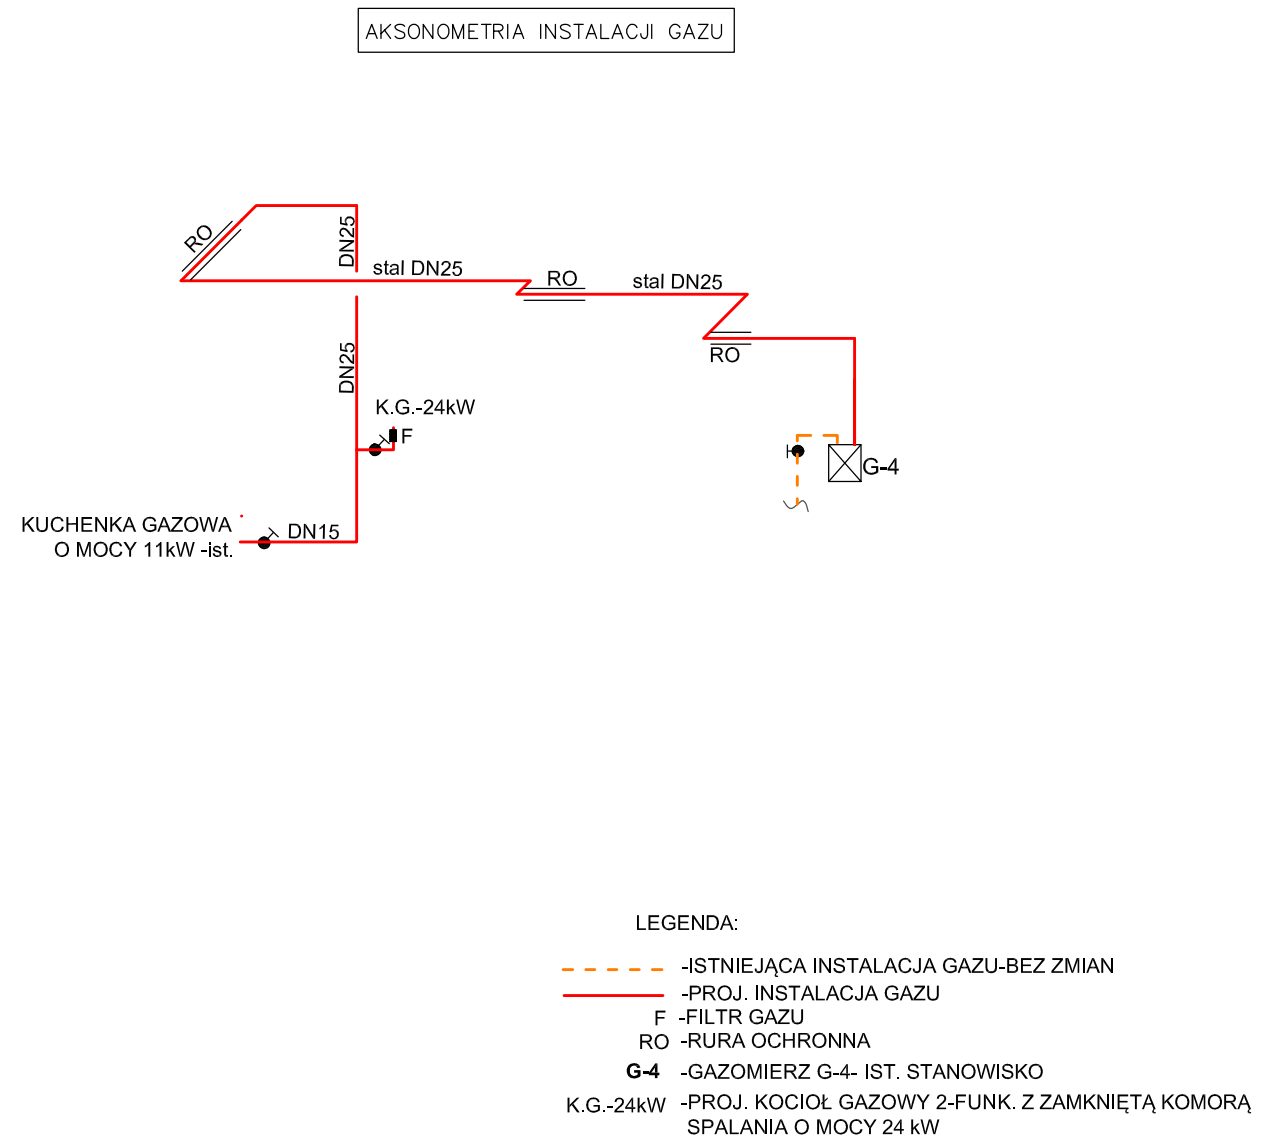 AKSONOMETRIA INSTALACJI GAZU
RO
DN25
stal DN25
RO
stal DN25
RO
DN25
K.G.-24kW
F
G-4
KUCHENKA GAZOWA
O MOCY 11kW -ist.
DN15
LEGENDA:
-ISTNIEJĄCA INSTALACJA GAZU-BEZ ZMIAN
-PROJ. INSTALACJA GAZU
F -FILTR GAZU
RO -RURA OCHRONNA
G-4 -GAZOMIERZ G-4- IST. STANOWISKO
K.G.-24kW -PROJ. KOCIOŁ GAZOWY 2-FUNK. Z ZAMKNIĘTĄ KOMORĄ
SPALANIA O MOCY 24 kW